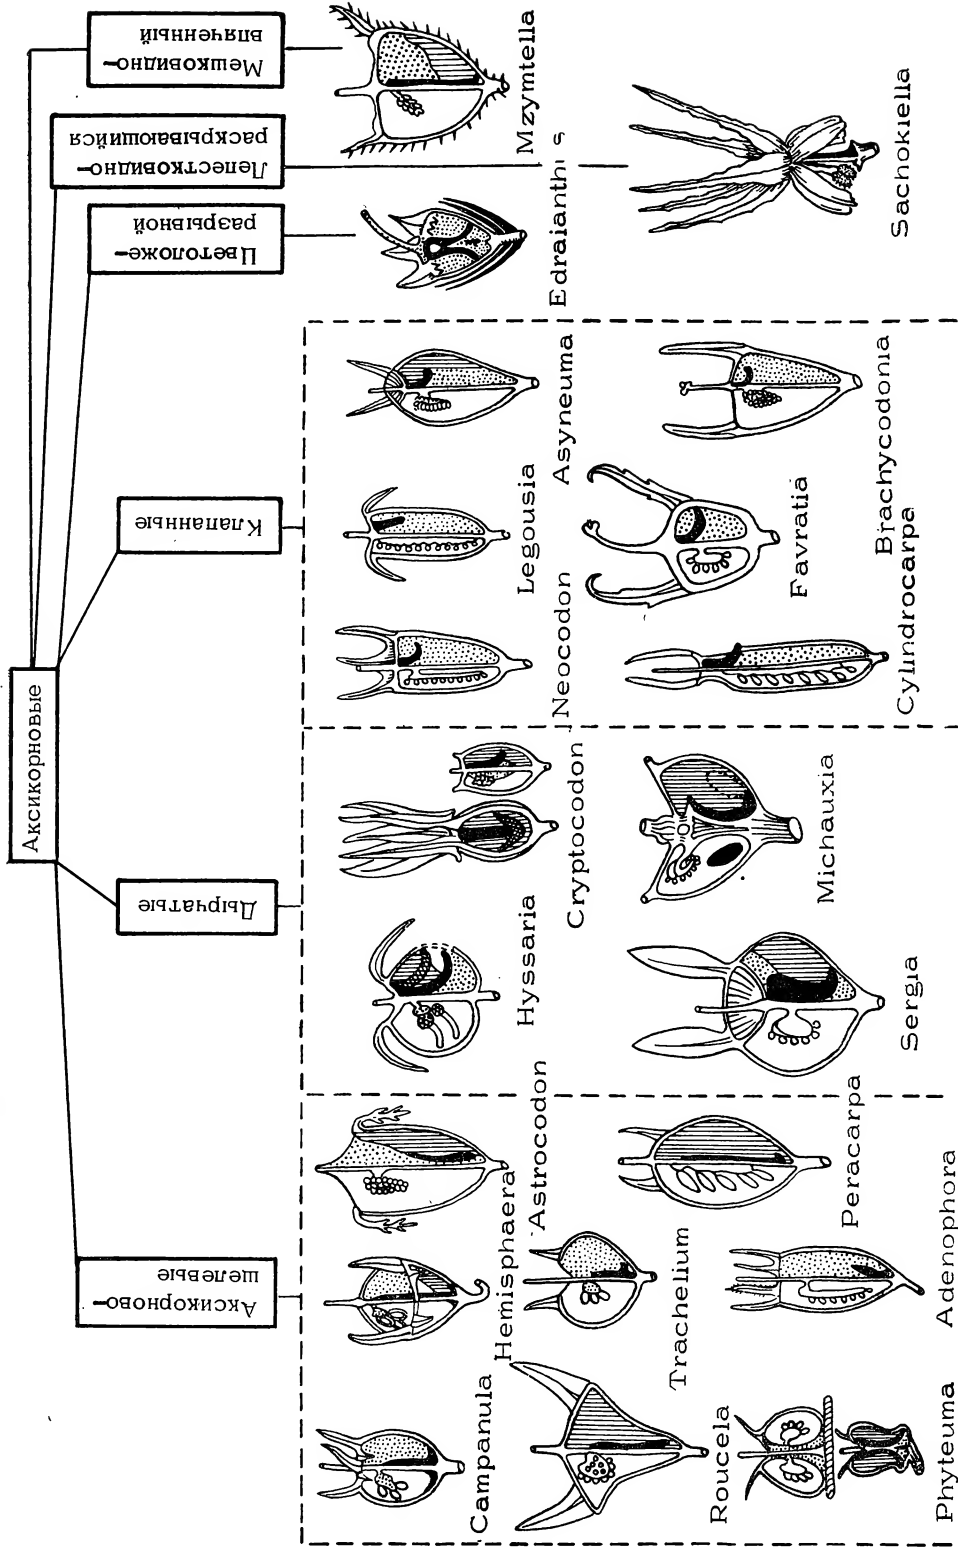 Аксикорновые
Аксикорново-
щелевые
Дырчатые
Клапанные
Цветоложе-
разрывной
Лепестковидно-
раскрывающийся
Мешковидно-
впяченный
Campanula
Hemisphaera
Astrocodon
Roucela
Trachelium
Peracarpa
Phyteuma
Adenophora
Hyssaria
Cryptocodon
Sergia
Michauxia
Neocodon
Legousia
Asyneuma
Cylindrocarpa
Favratia
Brachycodonia
Edraianthus
Mzymtella
Sachokiella